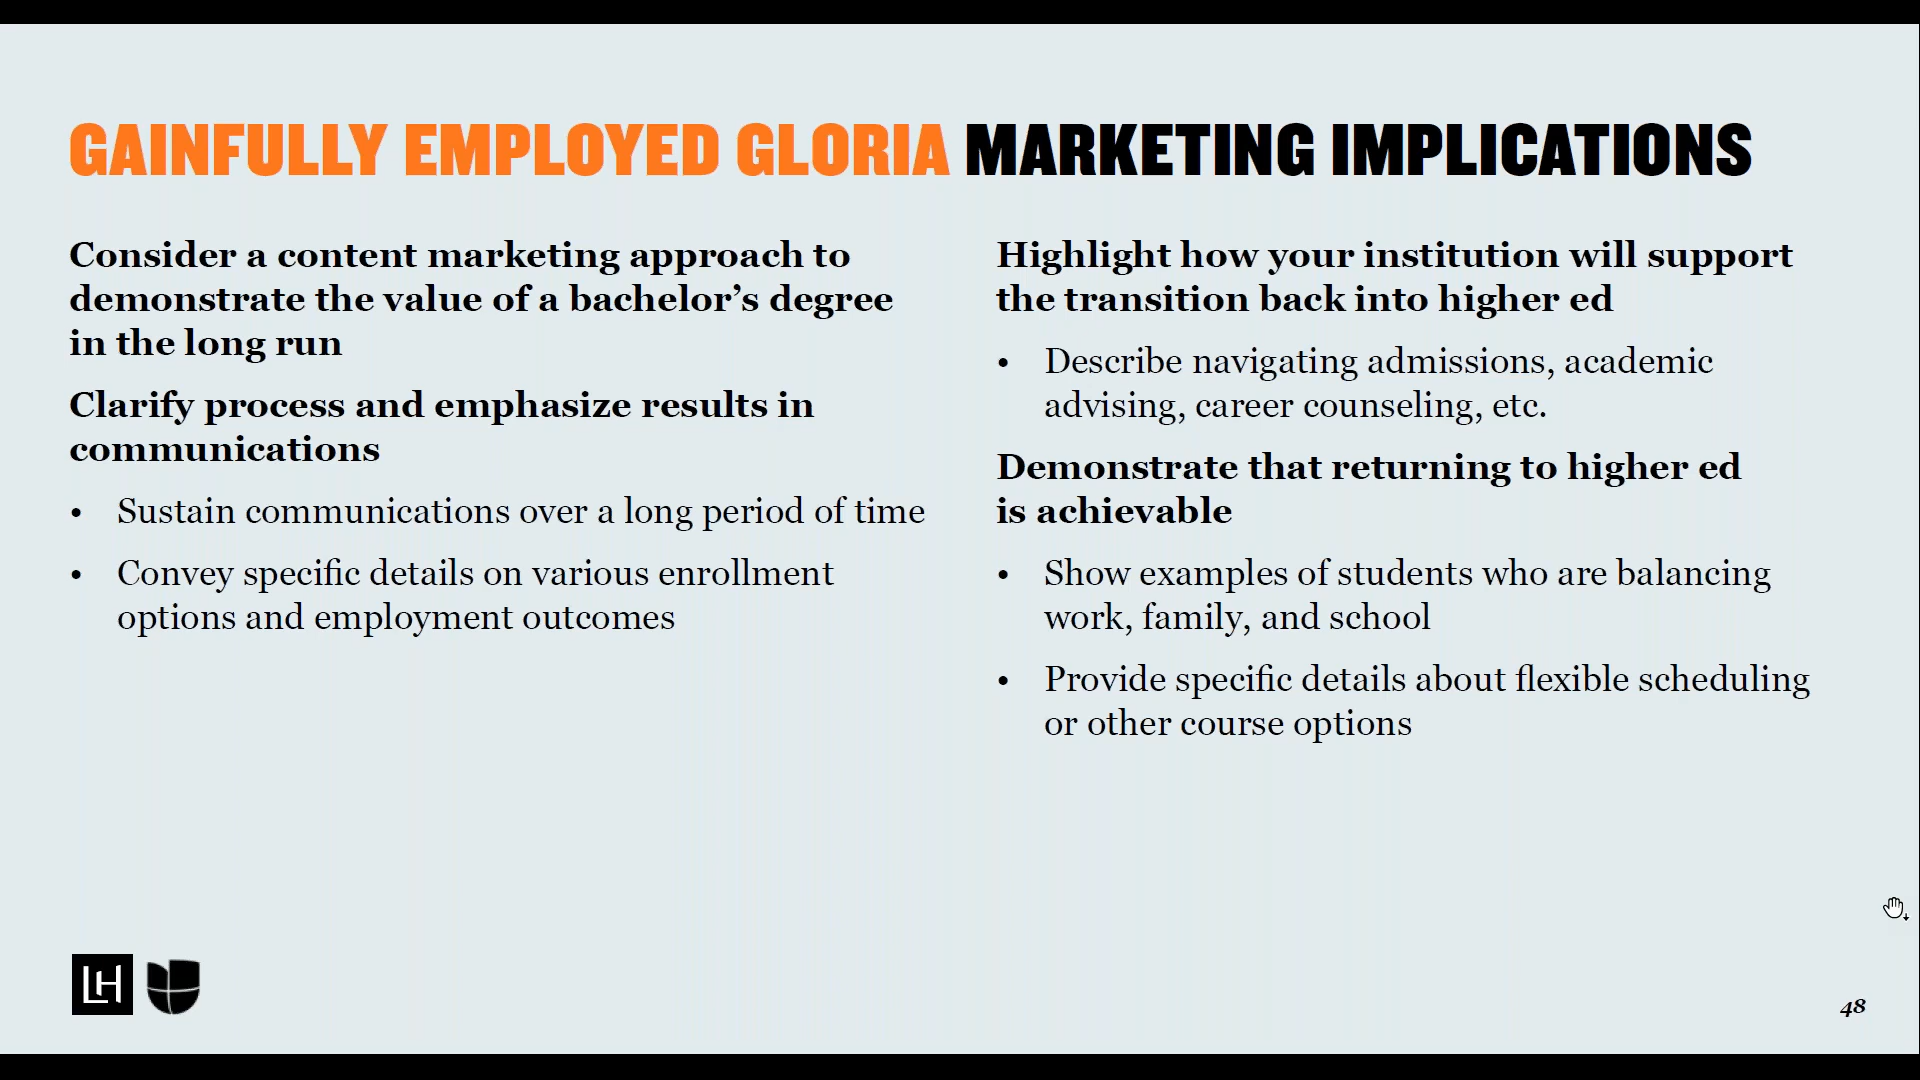 GAINFULLY EMPLOYED GLORIA MARKETING IMPLICATIONS
Consider a content marketing approach to
demonstrate the value of a bachelor’s degree
in the long run
Clarify process and emphasize results in
communications
• Sustain communications over a long period of time
• Convey specific details on various enrollment
options and employment outcomes
Highlight how your institution will support
the transition back into higher ed
• Describe navigating admissions, academic
advising, career counseling, etc.
Demonstrate that returning to higher ed
is achievable
• Show examples of students who are balancing
work, family, and school
• Provide specific details about flexible scheduling
or other course options
LH
48